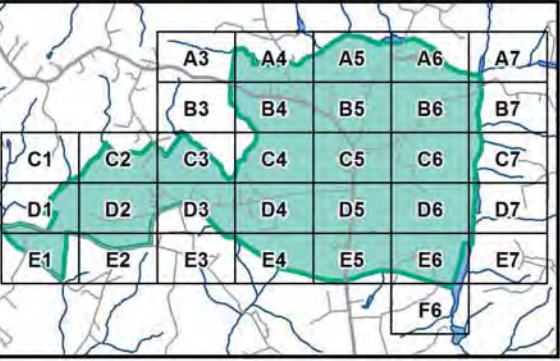 A3 A4 A5 A6 A7
B3 B4 B5 B6 B7
C1 C2 C3 C4 C5 C6 C7
D1 D2 D3 D4 D5 D6 D7
E1 E2 E3 E4 E5 E6 E7
F6